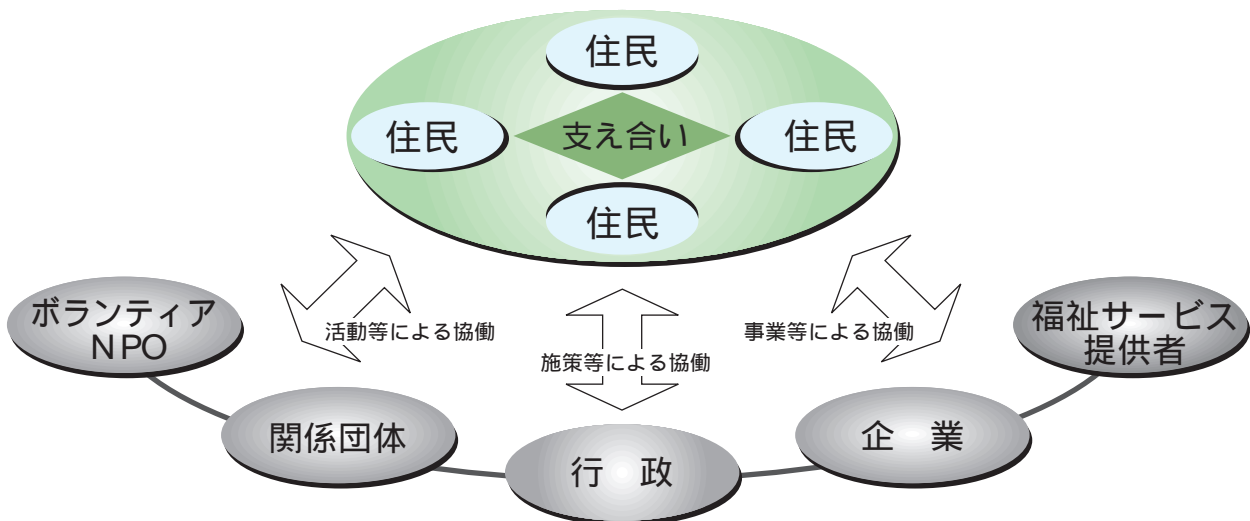 住民
住民
支え合い
住民
住民
ボランティア
NPO
活動等による協働
施策等による協働
事業等による協働
福祉サービス
提供者
関係団体
行　政
企　業